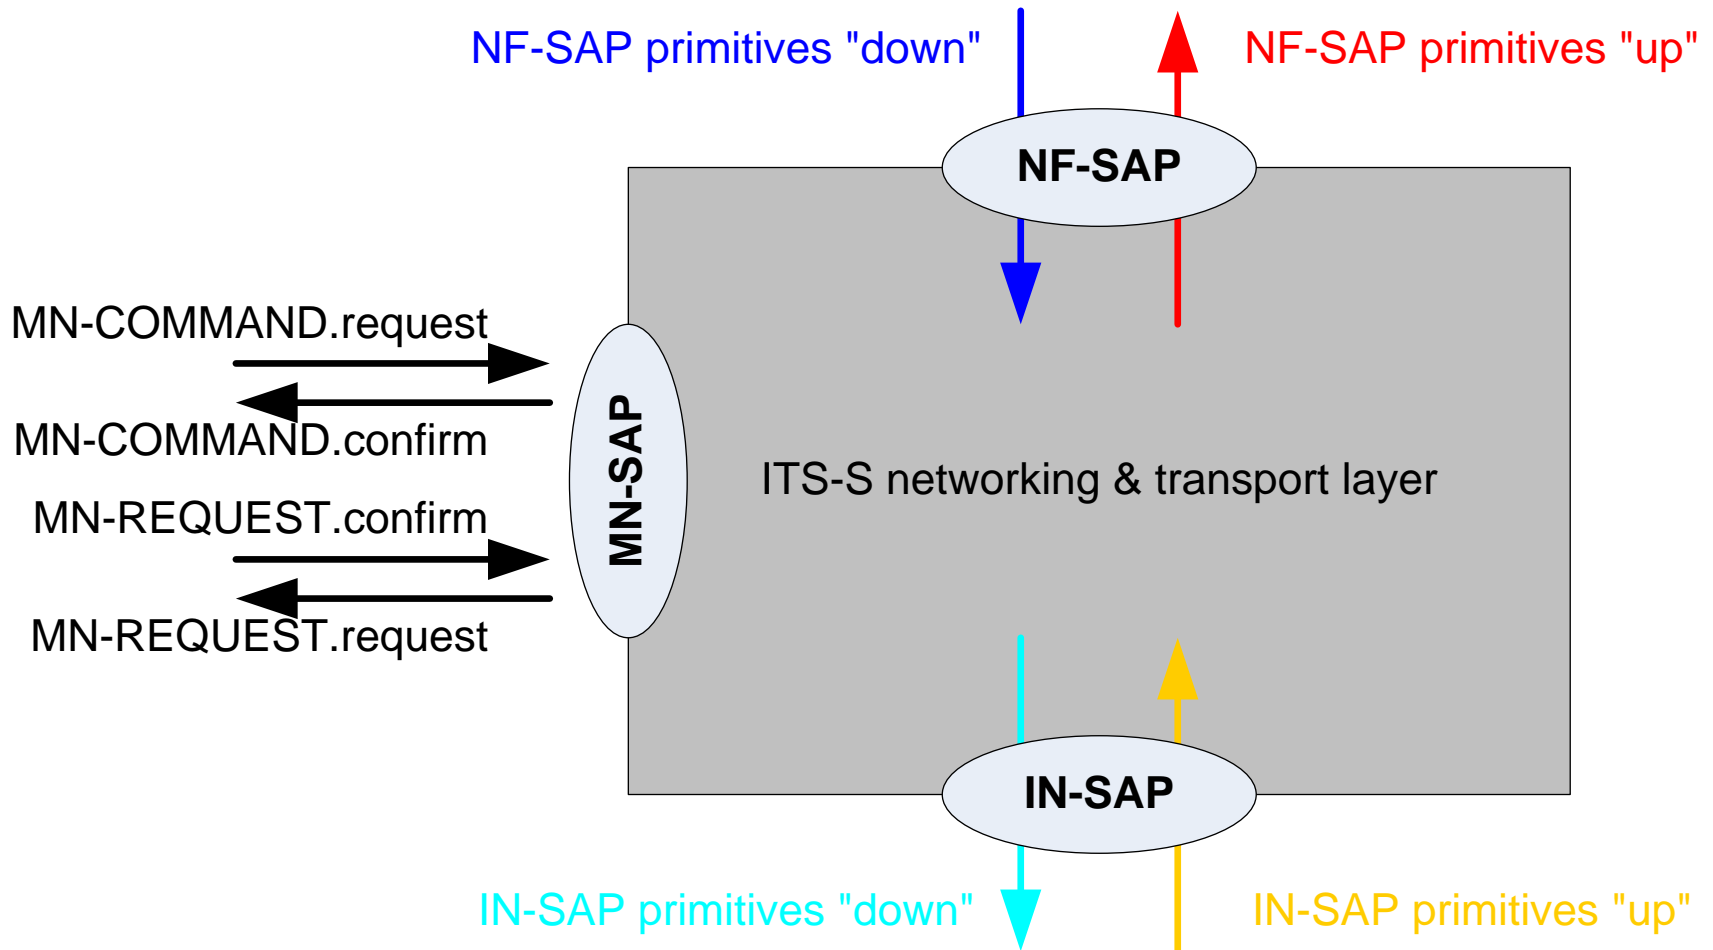 NF-SAP primitives "down"
NF-SAP primitives "up"
NF-SAP
MN-COMMAND.request
MN-COMMAND.confirm
MN-REQUEST.confirm
MN-REQUEST.request
MN-SAP
ITS-S networking & transport layer
IN-SAP
IN-SAP primitives "down"
IN-SAP primitives "up"